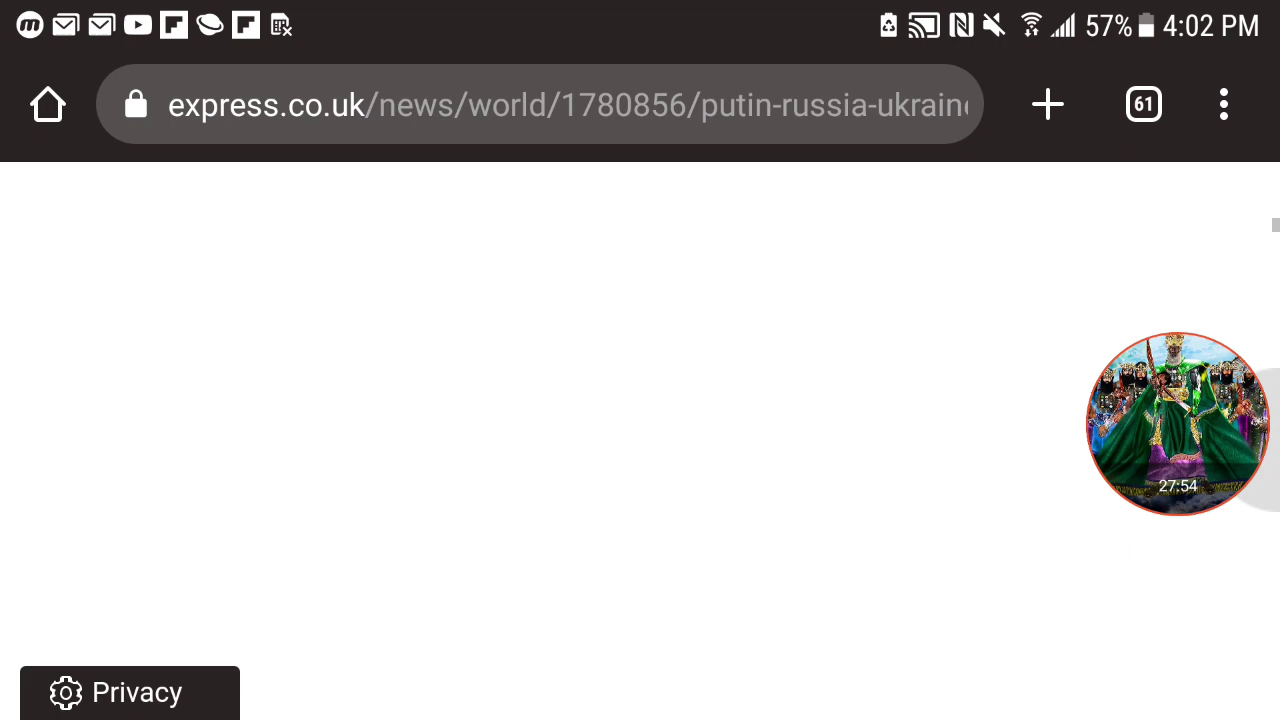 57% 4:02 PM
express.co.uk/news/world/1780856/putin-russia-ukrain
61
27:54
Privacy